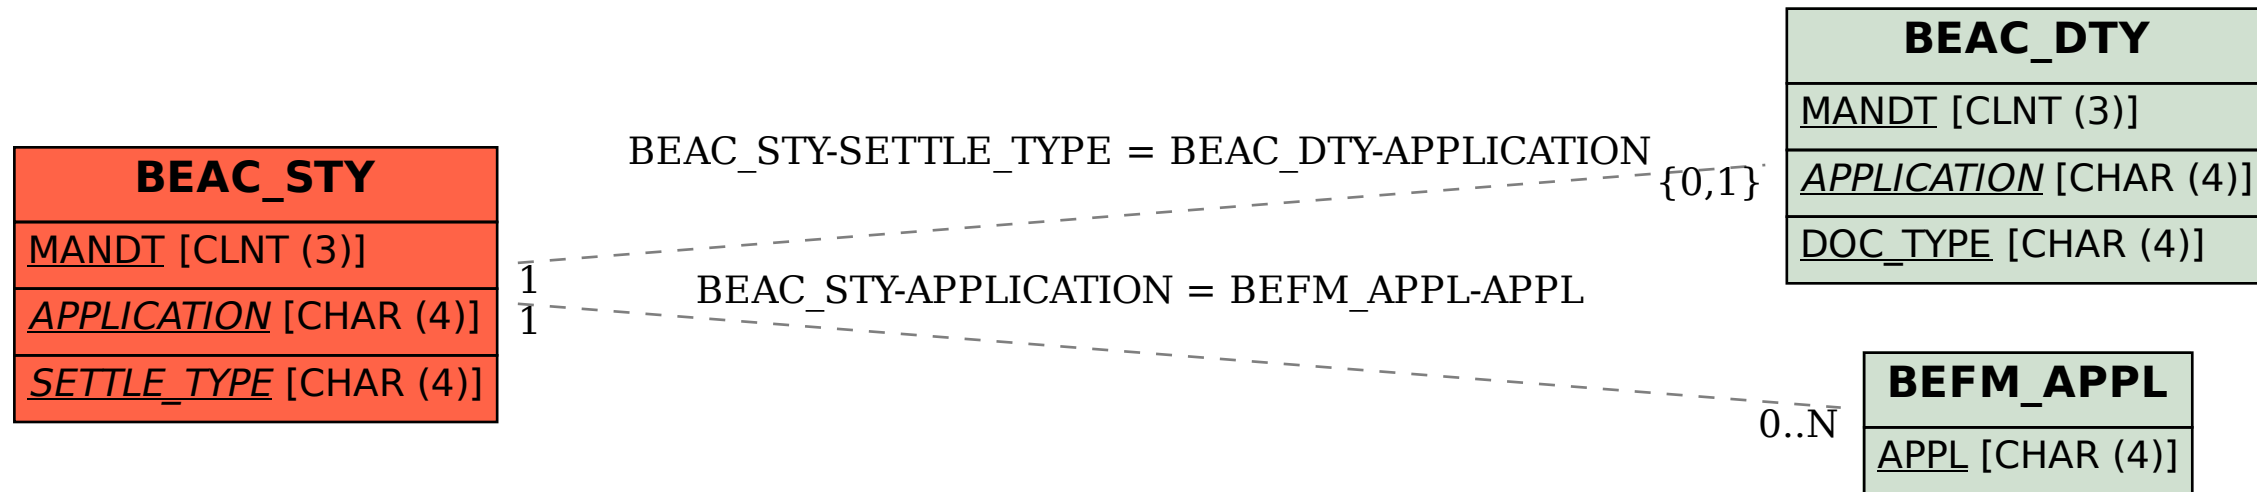 BEAC_STY
MANDT [CLNT (3)]
APPLICATION [CHAR (4)]
SETTLE_TYPE [CHAR (4)]
BEAC_STY-SETTLE_TYPE = BEAC_DTY-APPLICATION
{0,1}
1
BEAC_STY-APPLICATION = BEFM_APPL-APPL
1
0..N
BEAC_DTY
MANDT [CLNT (3)]
APPLICATION [CHAR (4)]
DOC_TYPE [CHAR (4)]
BEFM_APPL
APPL [CHAR (4)]